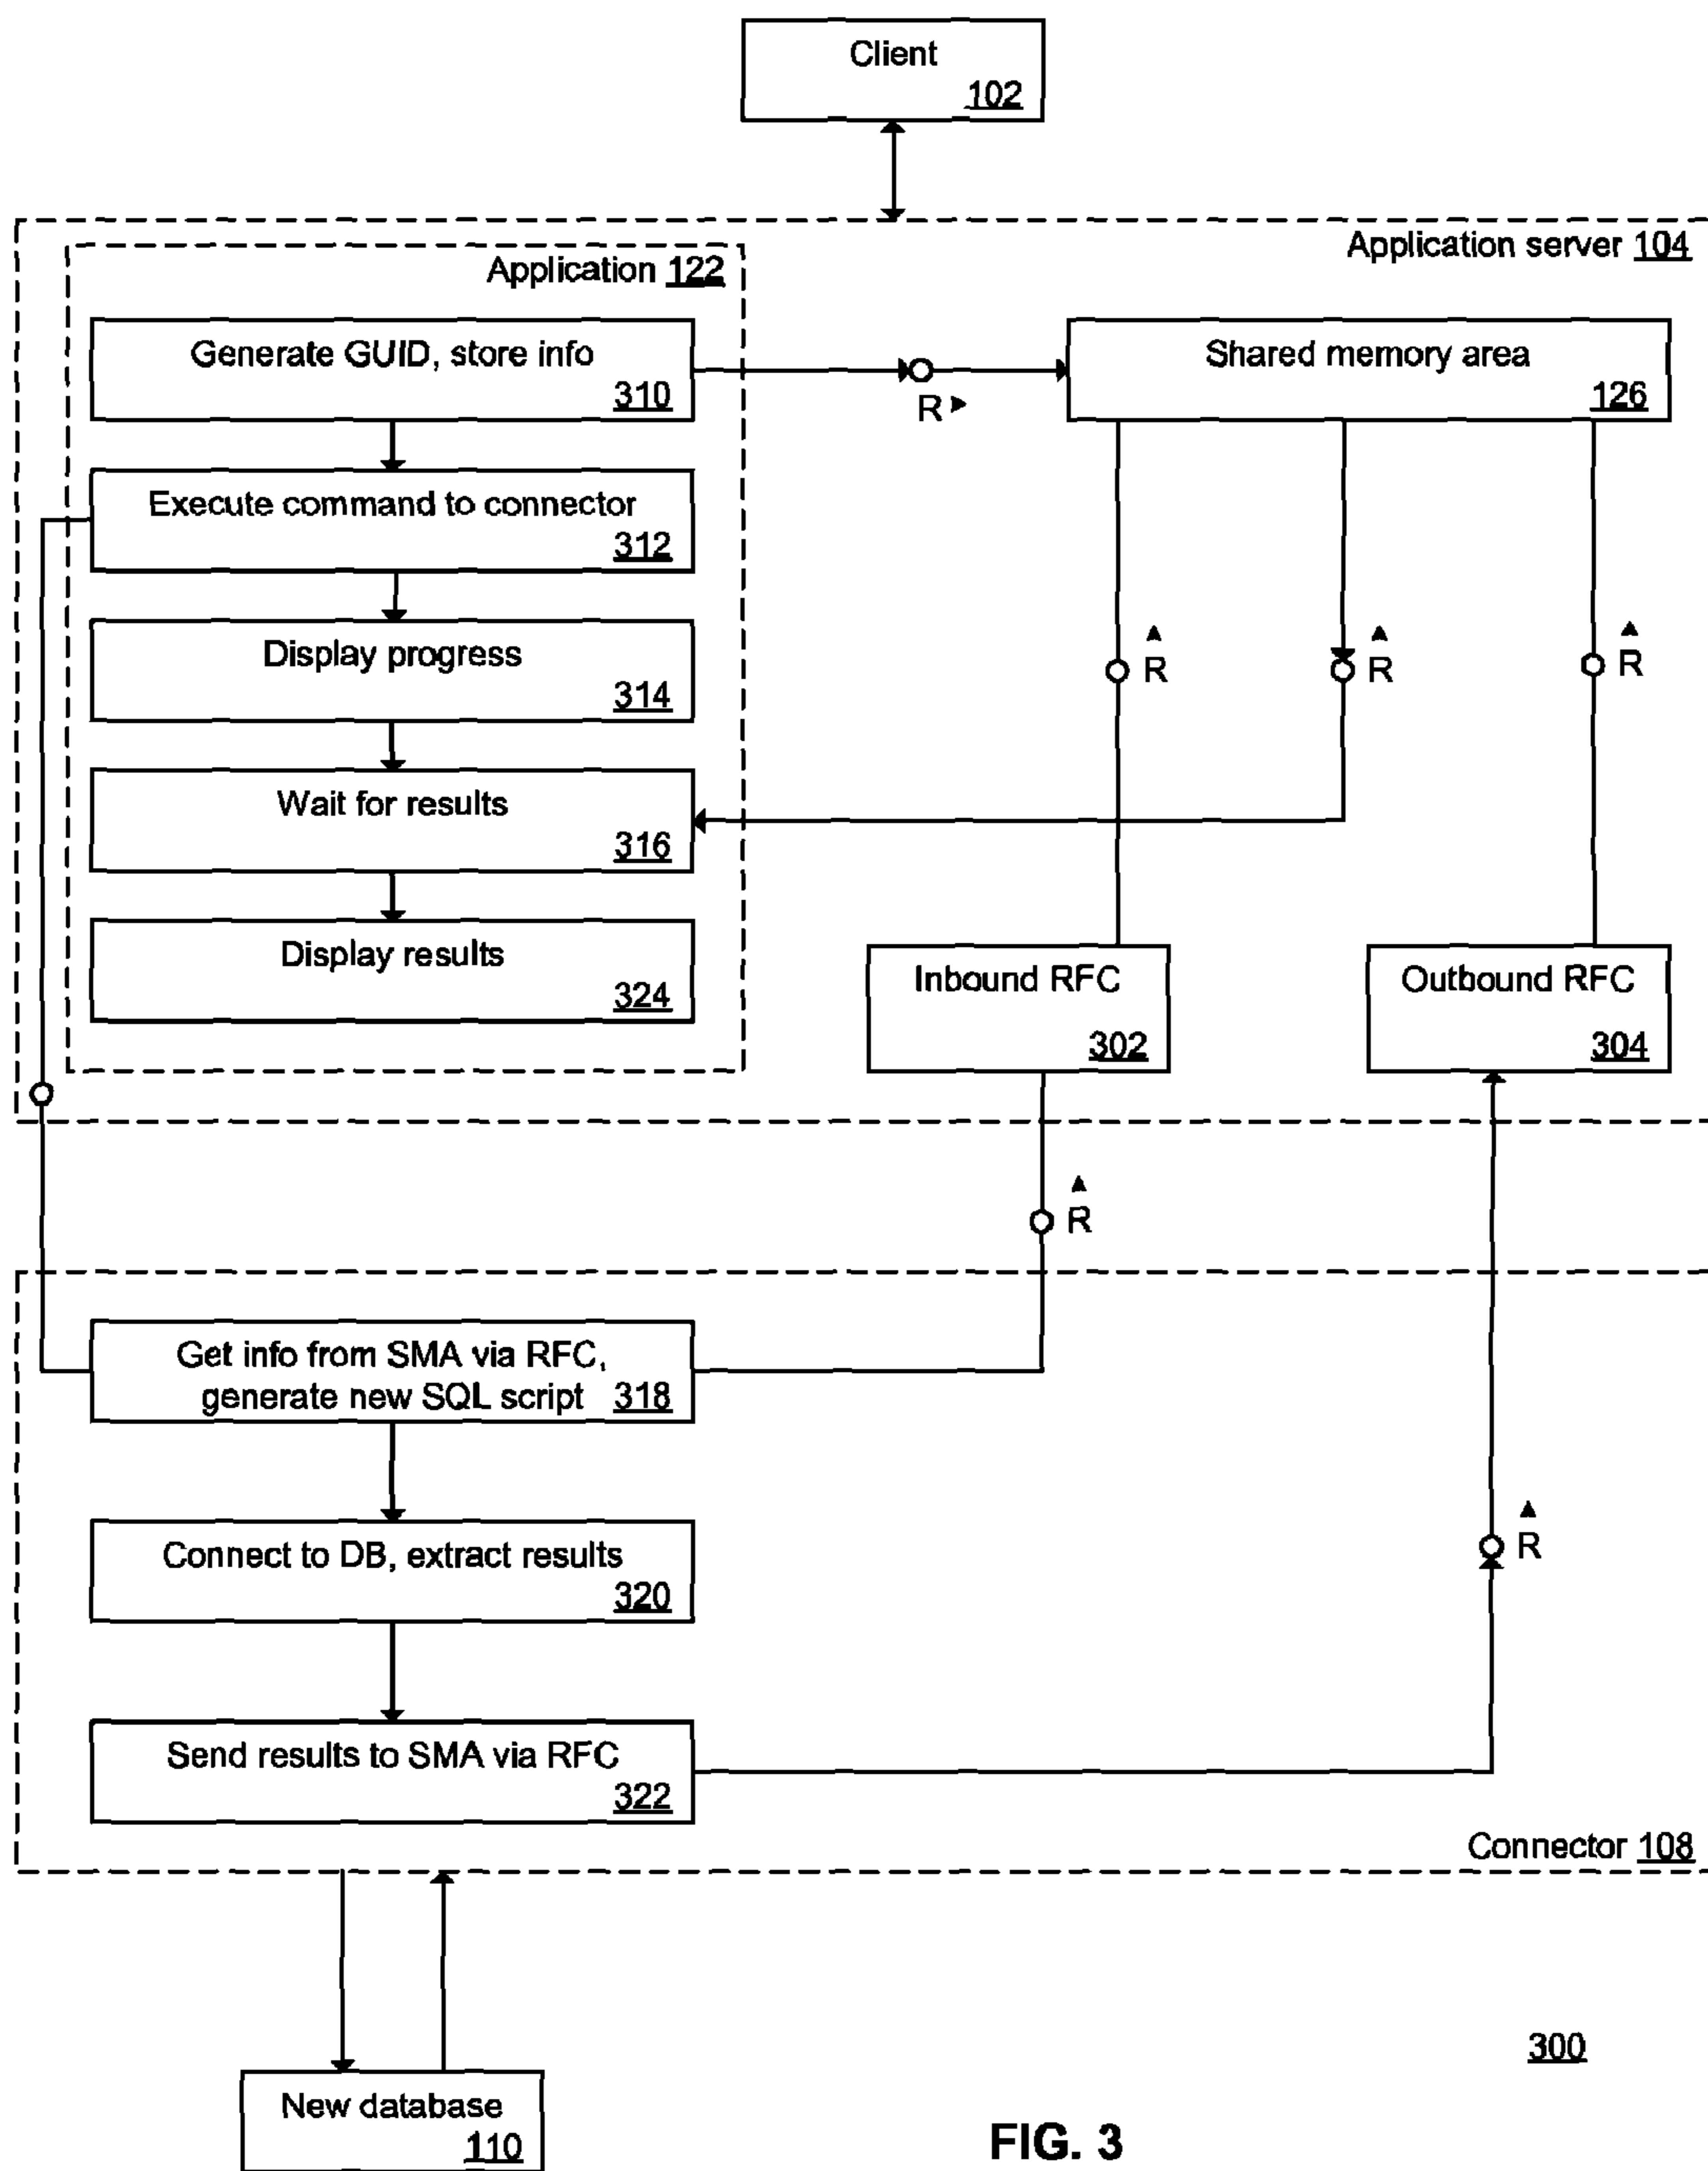 Client
102
Application server 104
Application 122
Generate GUID, store info
310
R
Shared memory area
126
Execute command to connector
312
Display progress
314
R
R
R
Wait for results
316
Display results
324
Inbound RFC
302
Outbound RFC
304
R
Get info from SMA via RFC,
generate new SQL script 318
Connect to DB, extract results
320
R
Send results to SMA via RFC
322
Connector 108
300
New database
110
FIG. 3